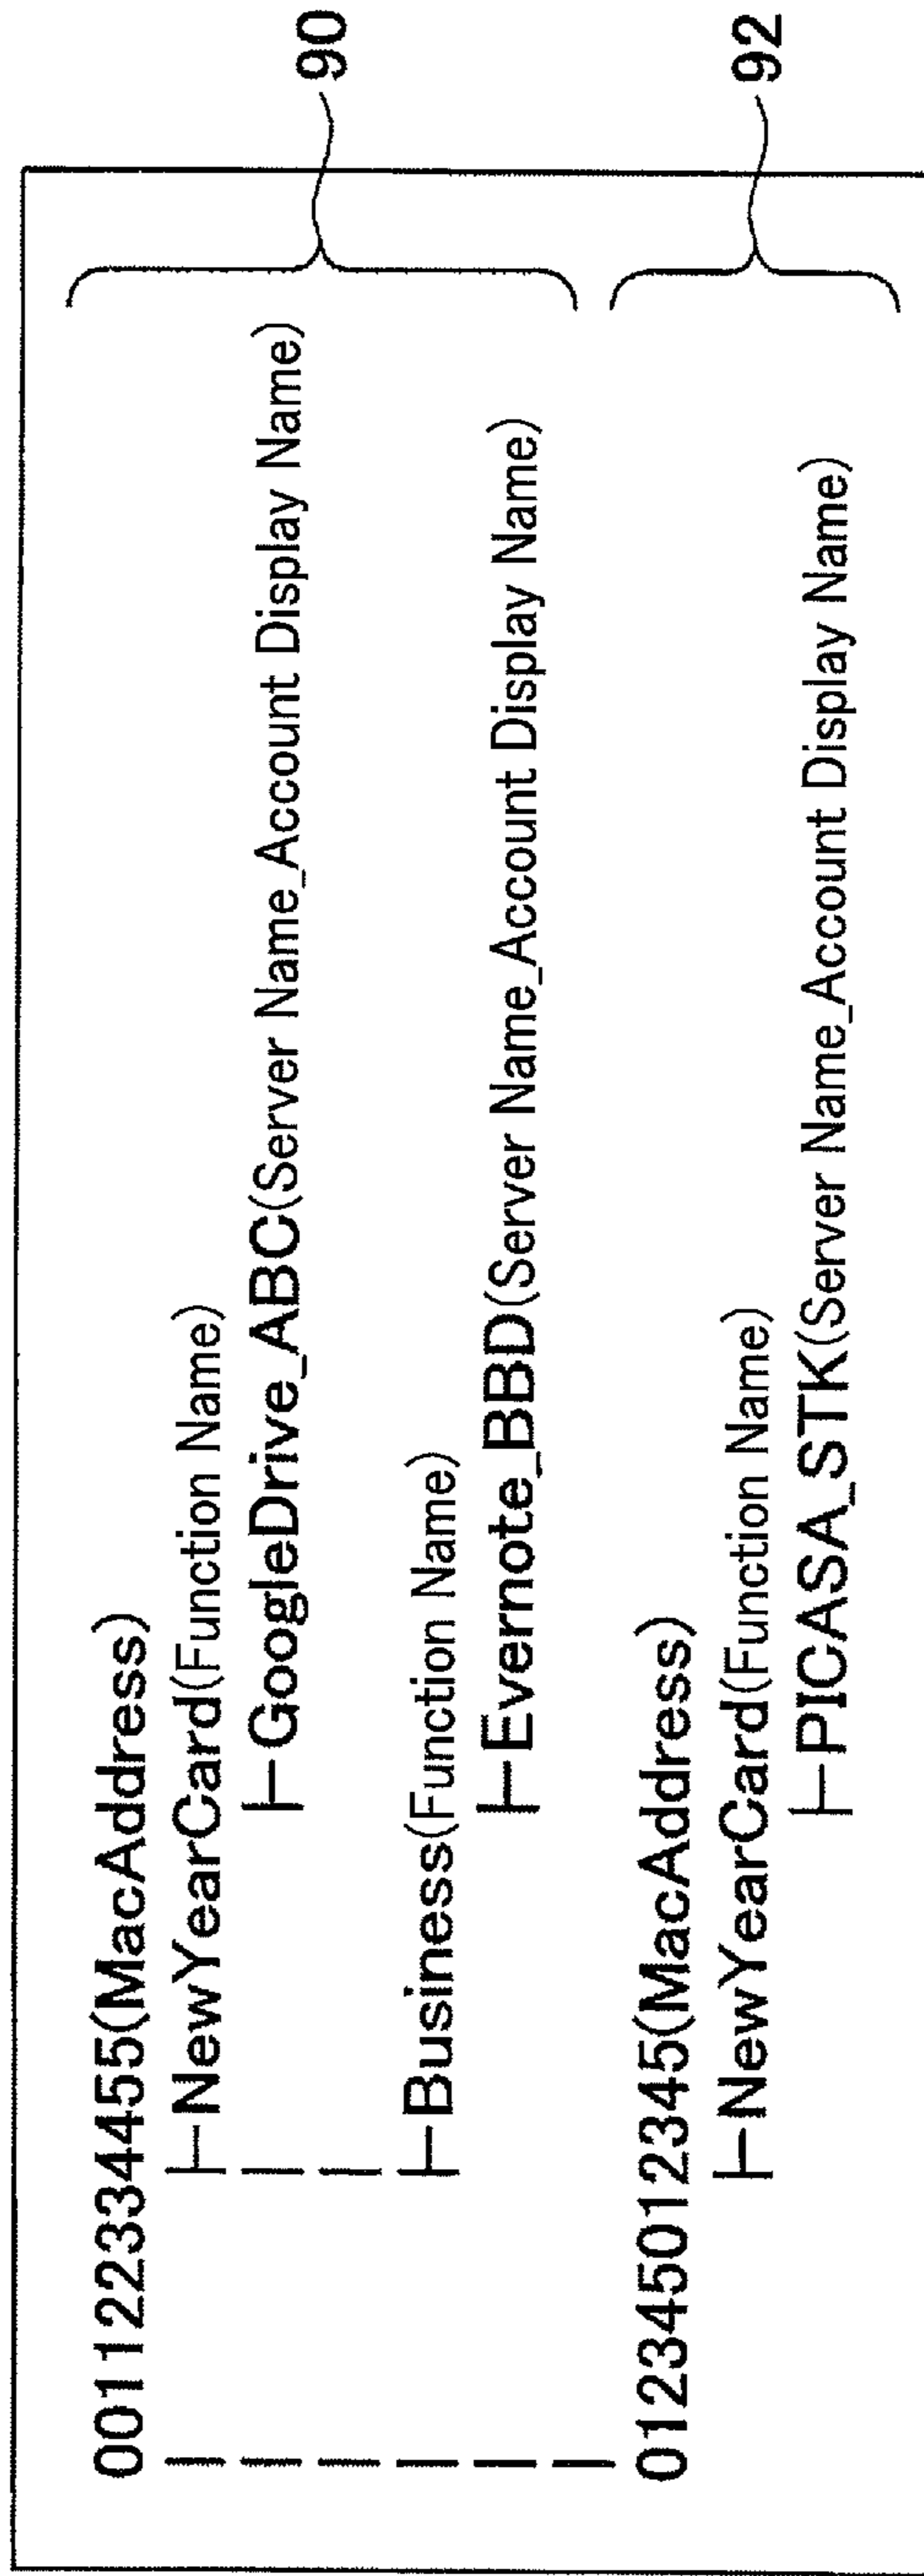 001122334455(MacAddress)
├─NewYearCard(Function Name)
├─GoogleDrive_ABC(Server Name_Account Display Name)
├─Business(Function Name)
├─Evernote_BBD(Server Name_Account Display Name)
90
012345012345(MacAddress)
├─NewYearCard(Function Name)
├─PICASA_STK(Server Name_Account Display Name)
92